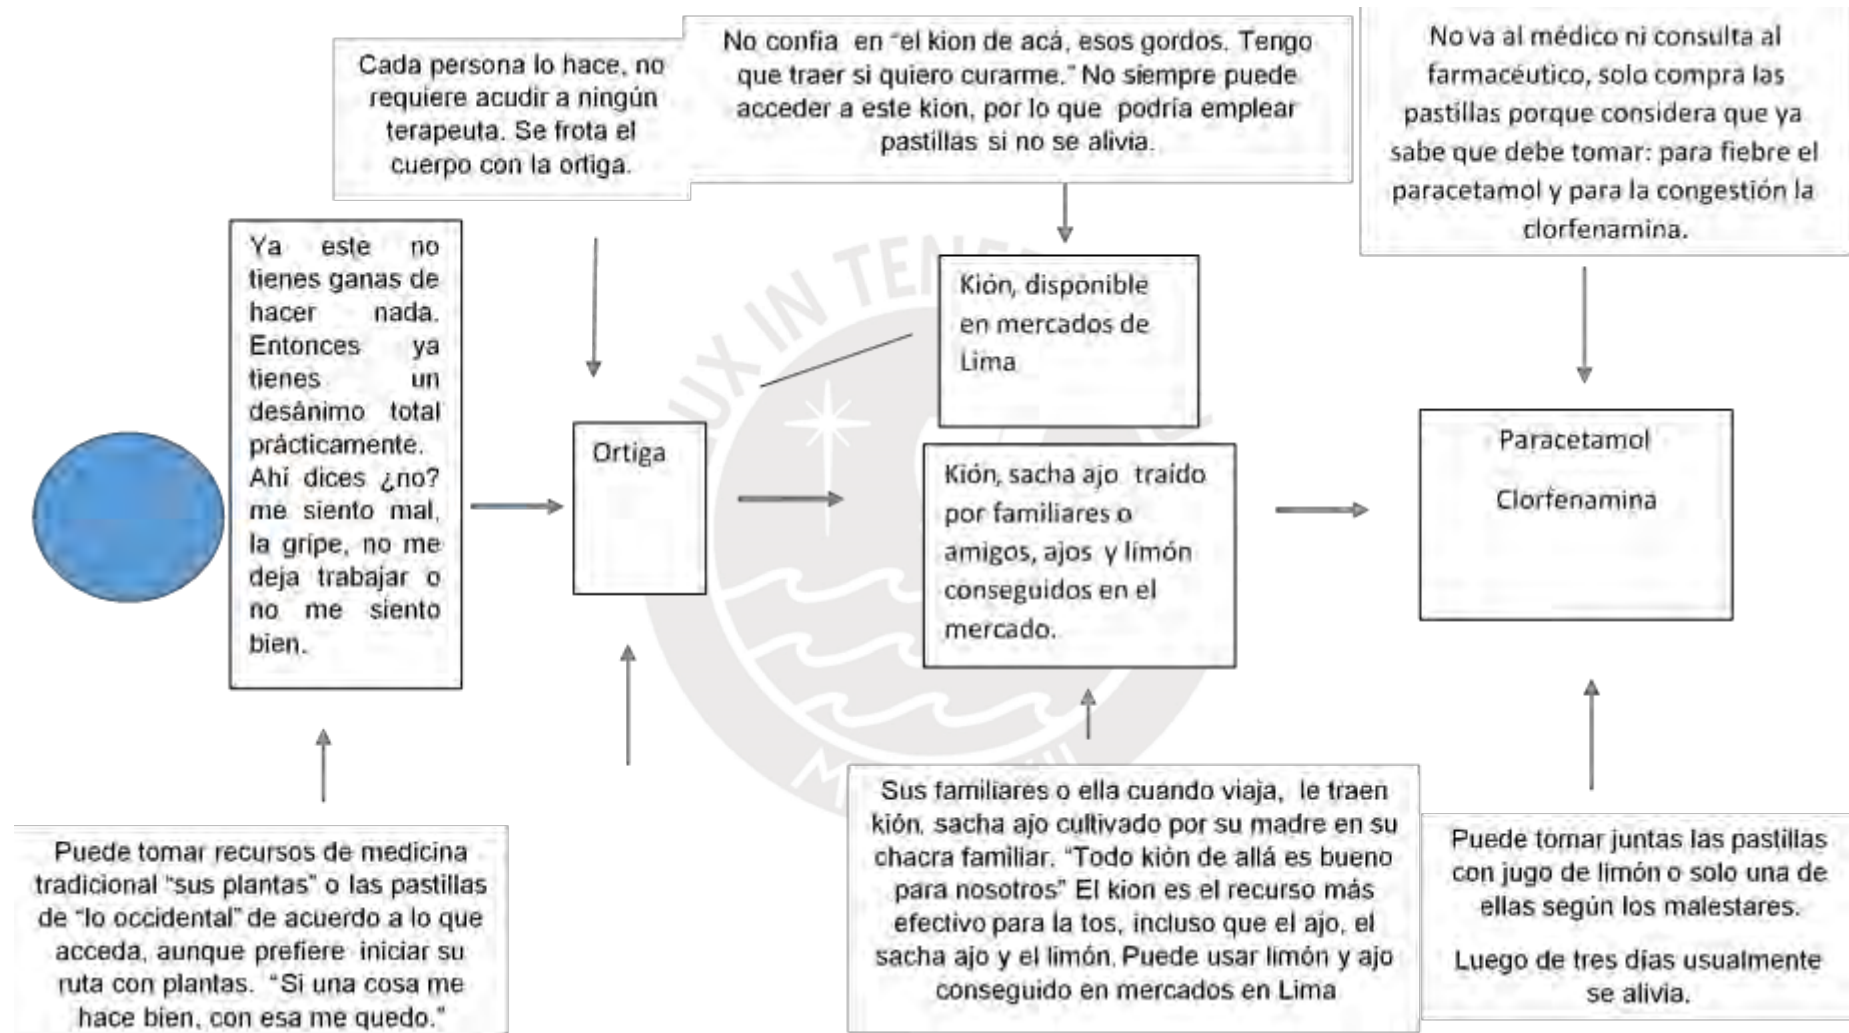 Cada persona lo hace, no
requiere acudir a ningún
terapeuta. Se frota el
cuerpo con la ortiga.
No confia en "el kion de acá, esos gordos. Tengo
que traer si quiero curarme." No siempre puede
acceder a este kion, por lo que podría emplear
pastillas si no se alivia.
No va al médico ni consulta al
farmacéutico, solo compra las
pastillas porque considera que ya
sabe que debe tomar: para fiebre el
paracetamol y para la congestión la
clorfenamina.
Ya este no
tienes ganas de
hacer nada.
Entonces ya
tienes un
desánimo total
prácticamente.
Ahí dices ¿no?
me siento mal,
la gripe, no me
deja trabajar o
no me siento
bien.
Ortiga
Kión, disponible
en mercados de
Lima
Kión, sacha ajo traído
por familiares o
amigos, ajos y limón
conseguidos en el
mercado.
Paracetamol
Clorfenamina
Puede tomar recursos de medicina
tradicional "sus plantas" o las pastillas
de "lo occidental" de acuerdo a lo que
acceda, aunque prefiere iniciar su
ruta con plantas. "Si una cosa me
hace bien, con esa me quedo."
Sus familiares o ella cuando viaja, le traen
kión, sacha ajo cultivado por su madre en su
chacra familiar. "Todo kión de allá es bueno
para nosotros" El kion es el recurso más
efectivo para la tos, incluso que el ajo, el
sacha ajo y el limón. Puede usar limón y ajo
conseguido en mercados en Lima
Puede tomar juntas las pastillas
con jugo de limón o solo una de
ellas según los malestares.
Luego de tres días usualmente
se alivia.
LUX IN